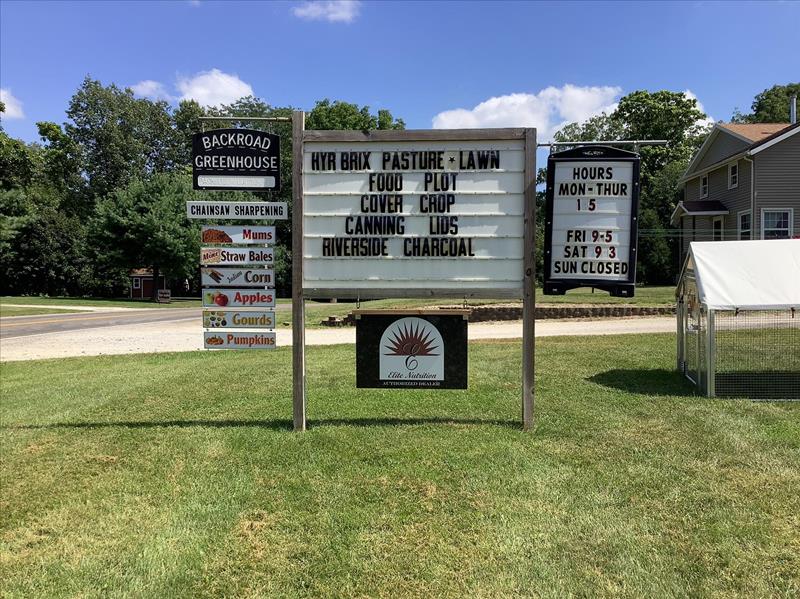 BACKROAD
GREENHOUSE
CHAINSAW SHARPENING
Mums
Straw Bales
Indian Corn
Apples
Gourds
Pumpkins
HYR BRIX PASTURE * LAWN
FOOD PLOT
COVER CROP
CANNING LIDS
RIVERSIDE CHARCOAL
E
Elite Nutrition
AUTHORIZED DEALER
HOURS
MON-THUR
1 5
FRI 9-5
SAT 9 3
SUN CLOSED